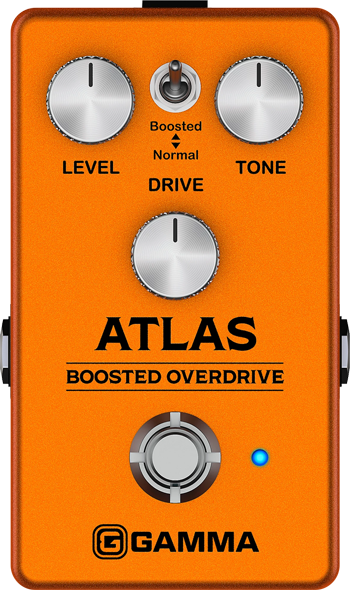 Boosted
Normal
LEVEL
TONE
DRIVE
ATLAS
BOOSTED OVERDRIVE
G GAMMA